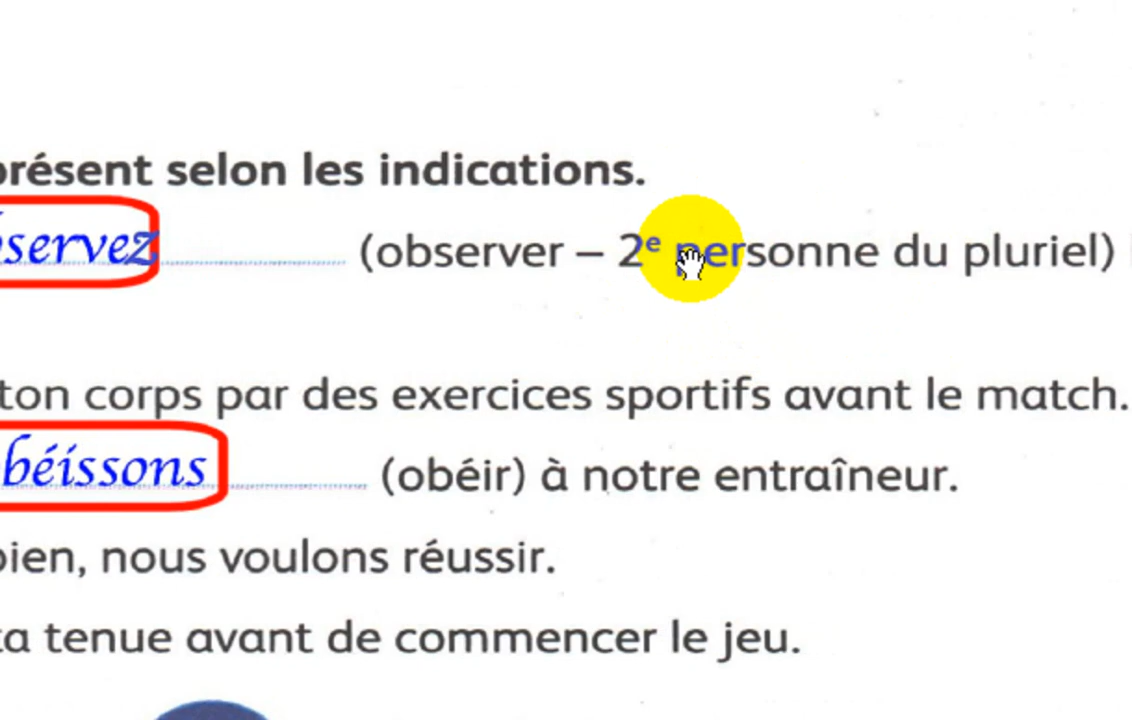 présent selon les indications.
bservez (observer – 2e personne du pluriel)
ton corps par des exercices sportifs avant le match.
béissons (obéir) à notre entraîneur.
bien, nous voulons réussir.
ta tenue avant de commencer le jeu.